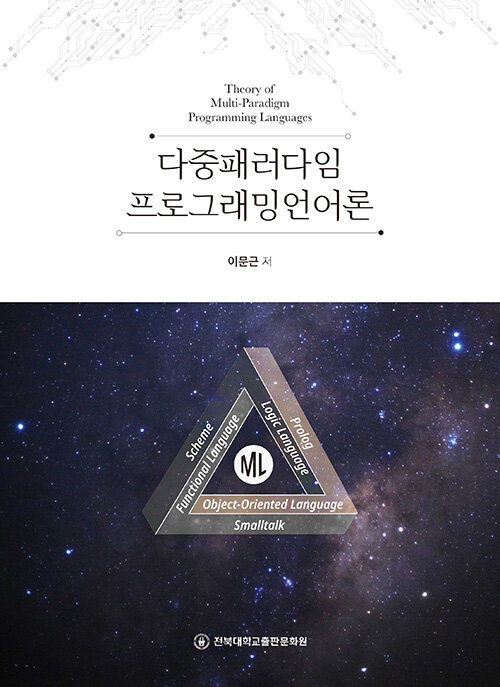 Theory of
Multi-Paradigm
Programming Languages
다중패러다임
프로그래밍언어론
이문근 저
Scheme
Functional Language
Prolog
Logic Language
ML
Object-Oriented Language
Smalltalk
전북대학교출판문화원